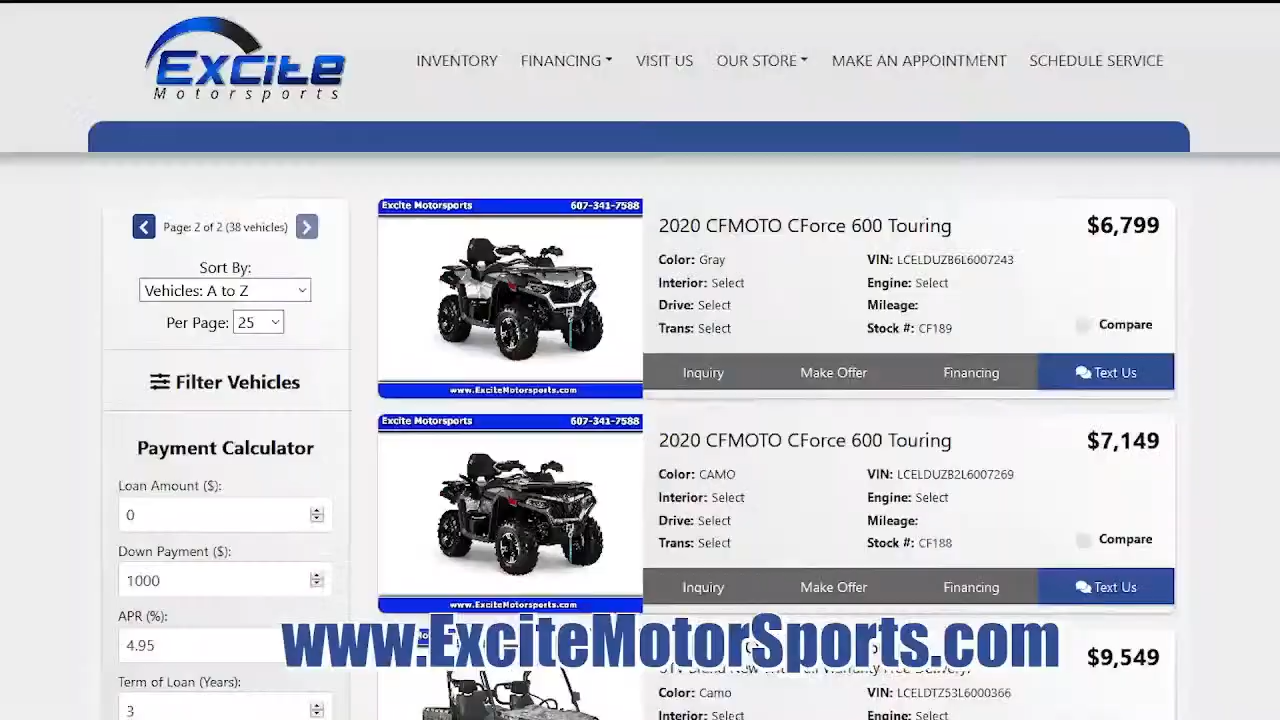 Excite
Motorsports
INVENTORY FINANCING VISIT US OUR STORE MAKE AN APPOINTMENT SCHEDULE SERVICE
Page: 2 of 2 (38 vehicles)
Sort By:
Vehicles: A to Z
Per Page: 25
Filter Vehicles
Payment Calculator
Loan Amount ($):
0
Down Payment ($):
1000
APR (%):
4.95
Term of Loan (Years):
3
Excite Motorsports 607-341-7588
www.ExciteMotorsports.com
2020 CFMOTO CForce 600 Touring $6,799
Color: Gray VIN: LCELDUZB6L6007243
Interior: Select Engine: Select
Drive: Select Mileage:
Trans: Select Stock #: CF189
Compare
Inquiry Make Offer Financing Text Us
Excite Motorsports 607-341-7588
www.ExciteMotorsports.com
2020 CFMOTO CForce 600 Touring $7,149
Color: CAMO VIN: LCELDUZB2L6007269
Interior: Select Engine: Select
Drive: Select Mileage:
Trans: Select Stock #: CF188
Compare
Inquiry Make Offer Financing Text Us
www.ExciteMotorSports.com
$9,549
Color: Camo VIN: LCELDTZ53L6000366
Interior: Select Engine: Select